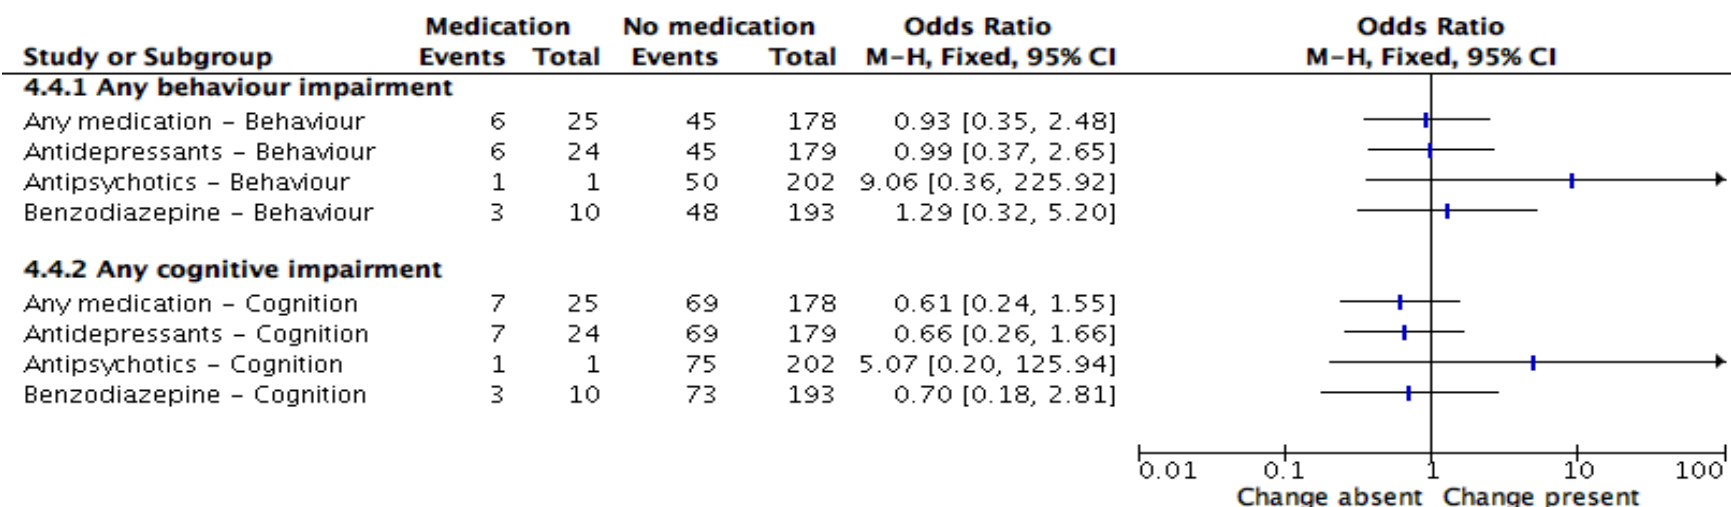 Medication No medication Odds Ratio Odds Ratio
Study or Subgroup Events Total Events Total M-H, Fixed, 95% CI M-H, Fixed, 95% CI
4.4.1 Any behaviour impairment
Any medication – Behaviour 6 25 45 178 0.93 [0.35, 2.48]
Antidepressants – Behaviour 6 24 45 179 0.99 [0.37, 2.65]
Antipsychotics – Behaviour 1 1 50 202 9.06 [0.36, 225.92]
Benzodiazepine – Behaviour 3 10 48 193 1.29 [0.32, 5.20]
4.4.2 Any cognitive impairment
Any medication – Cognition 7 25 69 178 0.61 [0.24, 1.55]
Antidepressants – Cognition 7 24 69 179 0.66 [0.26, 1.66]
Antipsychotics – Cognition 1 1 75 202 5.07 [0.20, 125.94]
Benzodiazepine – Cognition 3 10 73 193 0.70 [0.18, 2.81]
0.01 0.1 1 10 100
Change absent Change present